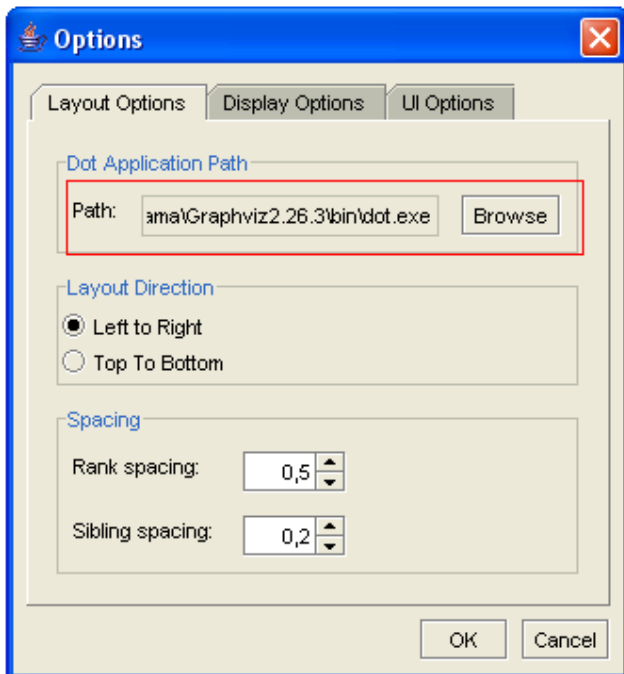 Options
Layout Options Display Options UI Options
Dot Application Path
Path: ama\Graphviz2.26.3\bin\dot.exe Browse
Layout Direction
Left to Right
Top To Bottom
Spacing
Rank spacing: 0,5
Sibling spacing: 0,2
OK Cancel